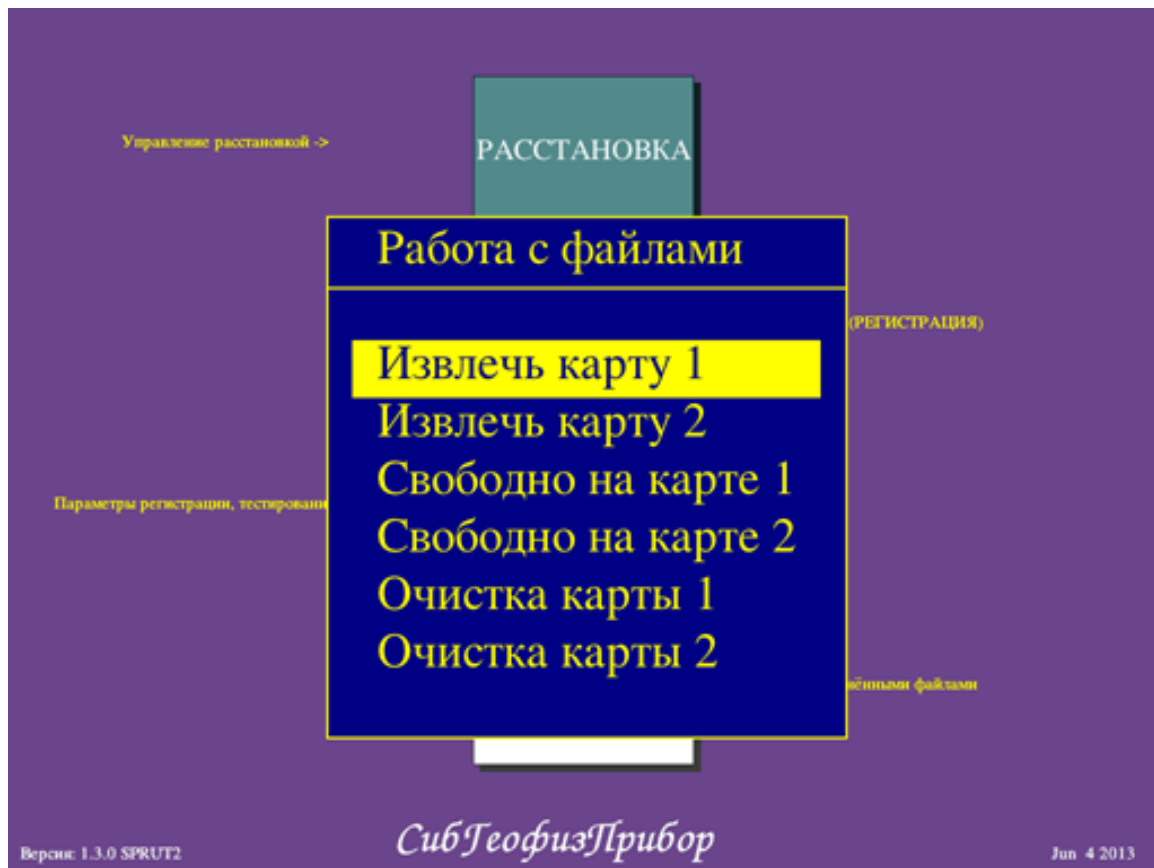 Управление расстановкой ->
РАССТАНОВКА
Работа с файлами
(РЕГИСТРАЦИЯ)
Извлечь карту 1
Извлечь карту 2
Свободно на карте 1
Параметры регистрации, тестировани
Свободно на карте 2
Очистка карты 1
Очистка карты 2
нёнными файлами
СибГеофизПрибор
Версия: 1.3.0 SPRUT2
Jun 4 2013